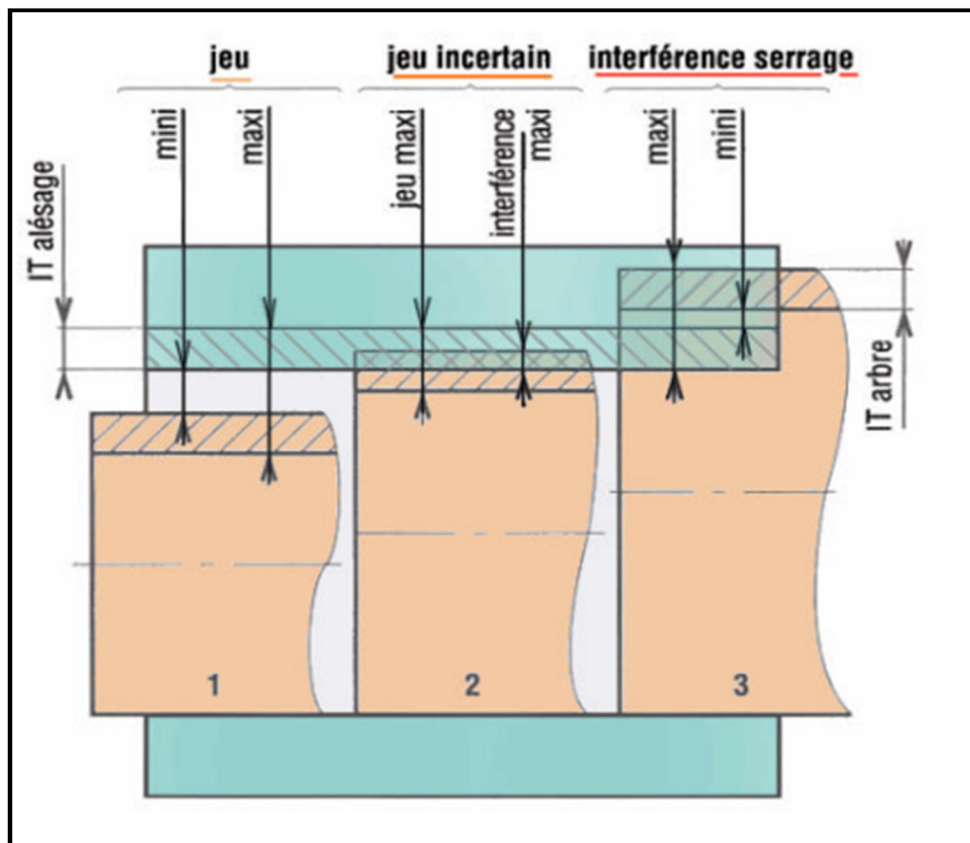 jeu
jeu incertain
interférence serrage
mini
maxi
jeu maxi
interférence
maxi
maxi
mini
IT alésage
IT arbre
1
2
3